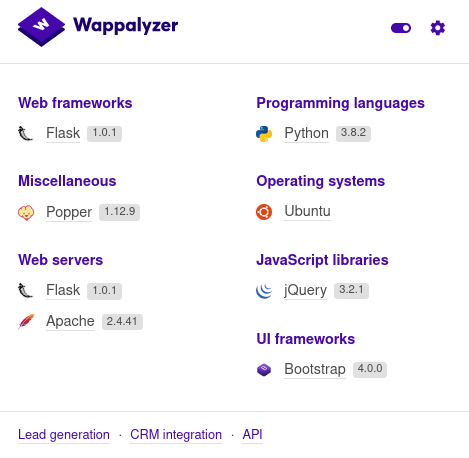 Wappalyzer
Web frameworks
Flask 1.0.1
Miscellaneous
Popper 1.12.9
Web servers
Flask 1.0.1
Apache 2.4.41
Programming languages
Python 3.8.2
Operating systems
Ubuntu
JavaScript libraries
jQuery 3.2.1
UI frameworks
Bootstrap 4.0.0
Lead generation · CRM integration · API